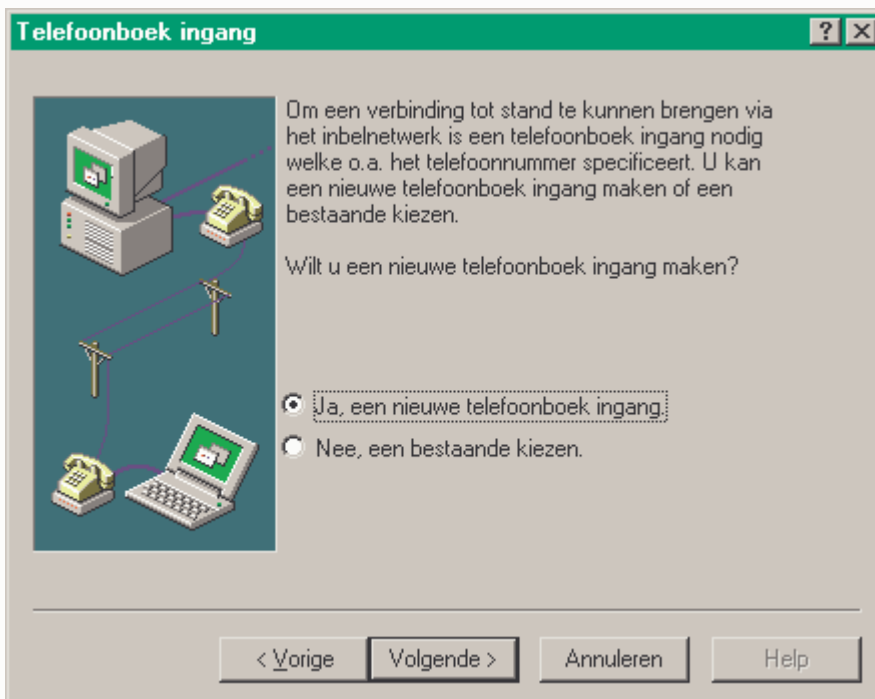 Telefoonboek ingang
Om een verbinding tot stand te kunnen brengen via
het inbelnetwerk is een telefoonboek ingang nodig
welke o.a. het telefoonnummer specificeert. U kan
een nieuwe telefoonboek ingang maken of een
bestaande kiezen.
Wilt u een nieuwe telefoonboek ingang maken?
Ja, een nieuwe telefoonboek ingang.
Nee, een bestaande kiezen.
< Vorige Volgende > Annuleren Help